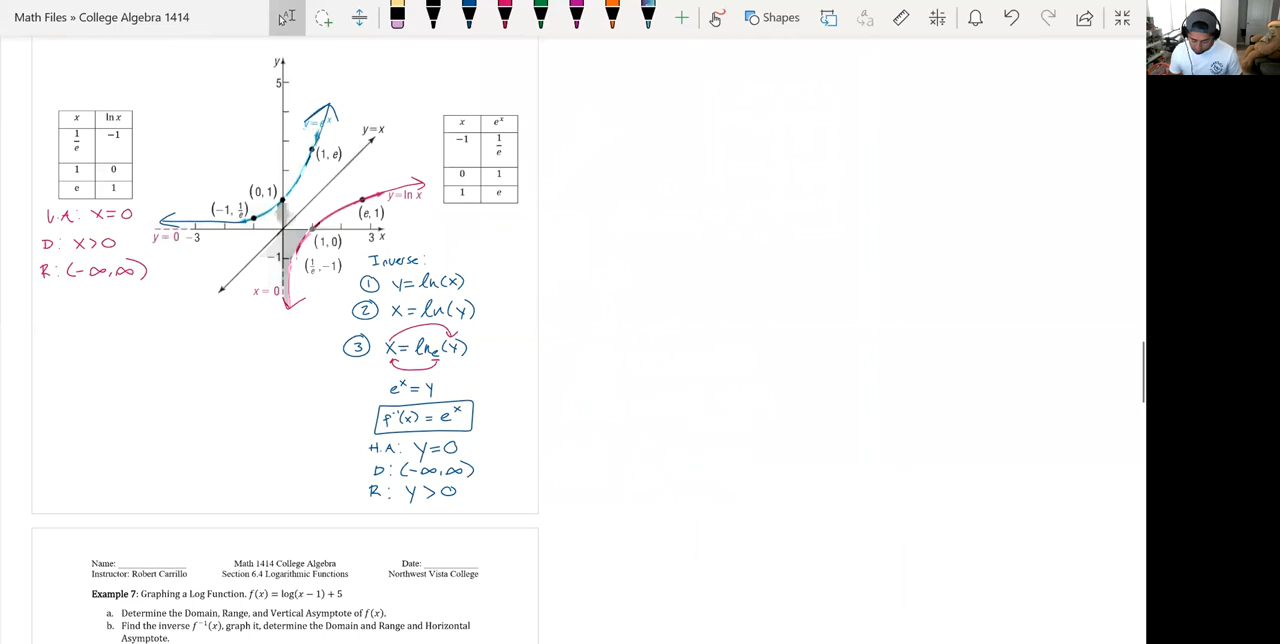 Math Files » College Algebra 1414
Shapes
x ln x
1/e −1
1 0
e 1
V.A: X=0
D: X>0
R: (-∞,∞)
y
5
y=e^x
y=x
(1, e)
(0, 1)
(−1, 1/e)
y=ln x
(e, 1)
y = 0 −3
(1, 0)
3 x
−1
(1/e, −1)
x = 0
x e^x
−1 1/e
0 1
1 e
Inverse:
① y=ln(x)
② x=ln(y)
③ x=ln_e(y)
e^x = y
f^-1(x) = e^x
H.A: y=0
D: (-∞,∞)
R: y>0
Name: ______________ Math 1414 College Algebra Date: ____________
Instructor: Robert Carrillo Section 6.4 Logarithmic Functions Northwest Vista College
Example 7: Graphing a Log Function. f(x) = log(x − 1) + 5
a. Determine the Domain, Range, and Vertical Asymptote of f(x).
b. Find the inverse f^−1(x), graph it, determine the Domain and Range and Horizontal
Asymptote.